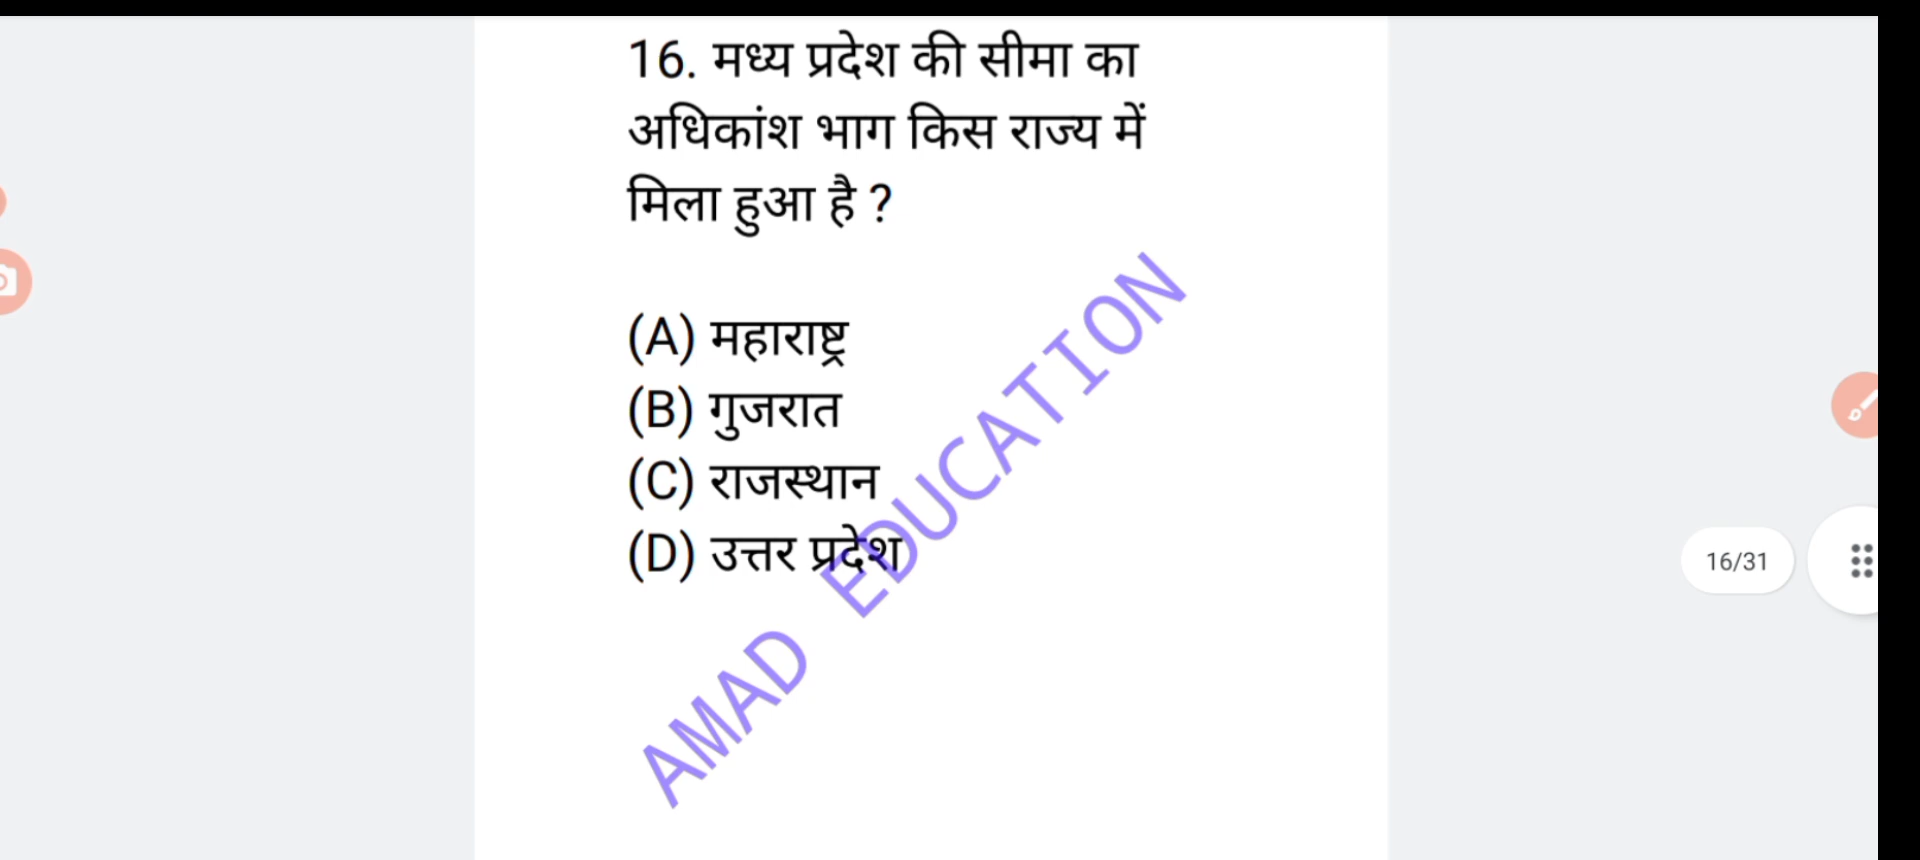 16. मध्य प्रदेश की सीमा का
अधिकांश भाग किस राज्य में
मिला हुआ है ?
(A) महाराष्ट्र
(B) गुजरात
(C) राजस्थान
(D) उत्तर प्रदेश
AMAD EDUCATION
16/31